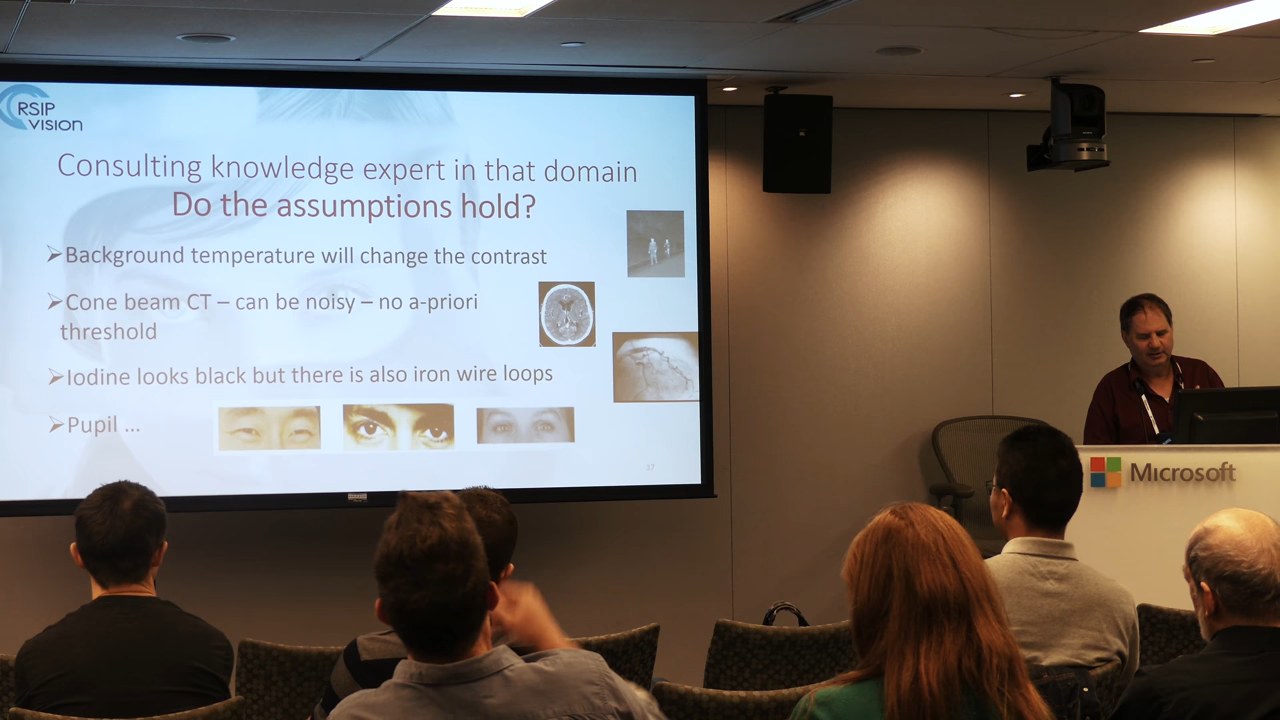 RSIP
VISION
Consulting knowledge expert in that domain
Do the assumptions hold?
➢Background temperature will change the contrast
➢Cone beam CT – can be noisy – no a-priori
threshold
➢Iodine looks black but there is also iron wire loops
➢Pupil ...
37
Microsoft